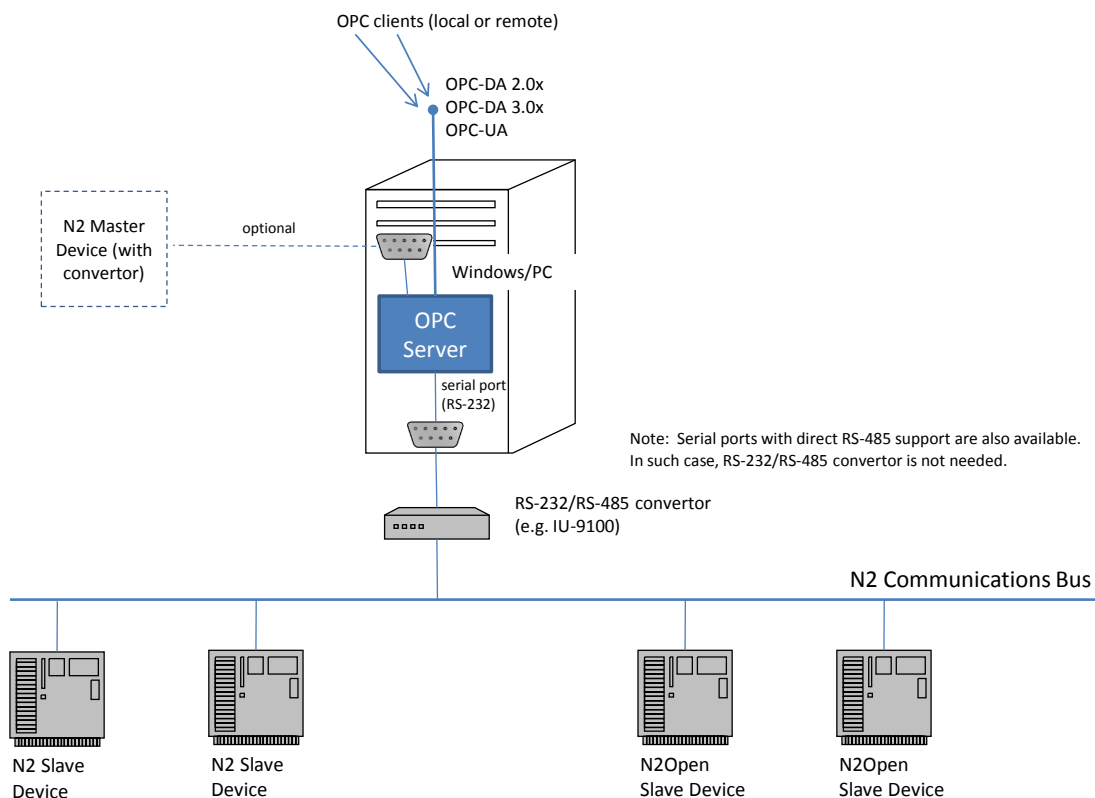 OPC clients (local or remote)
OPC-DA 2.0x
OPC-DA 3.0x
OPC-UA
N2 Master
Device (with
convertor)
optional
Windows/PC
OPC
Server
serial port
(RS-232)
Note:  Serial ports with direct RS-485 support are also available.
In such case, RS-232/RS-485 convertor is not needed.
RS-232/RS-485 convertor
(e.g. IU-9100)
N2 Communications Bus
N2 Slave
Device
N2 Slave
Device
N2Open
Slave Device
N2Open
Slave Device